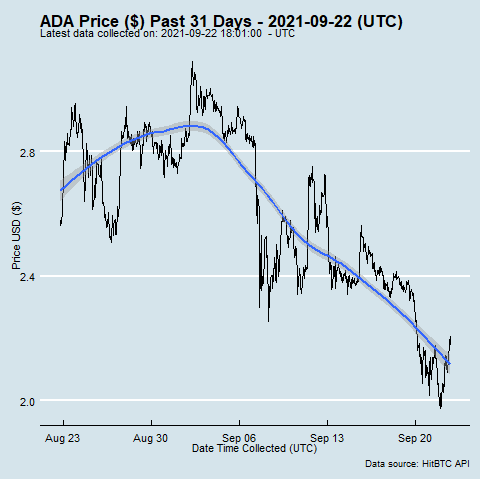 ADA Price ($) Past 31 Days - 2021-09-22 (UTC)
Latest data collected on: 2021-09-22 18:01:00 - UTC
2.8
2.4
2.0
Price USD ($)
Aug 23 Aug 30 Sep 06 Sep 13 Sep 20
Date Time Collected (UTC)
Data source: HitBTC API